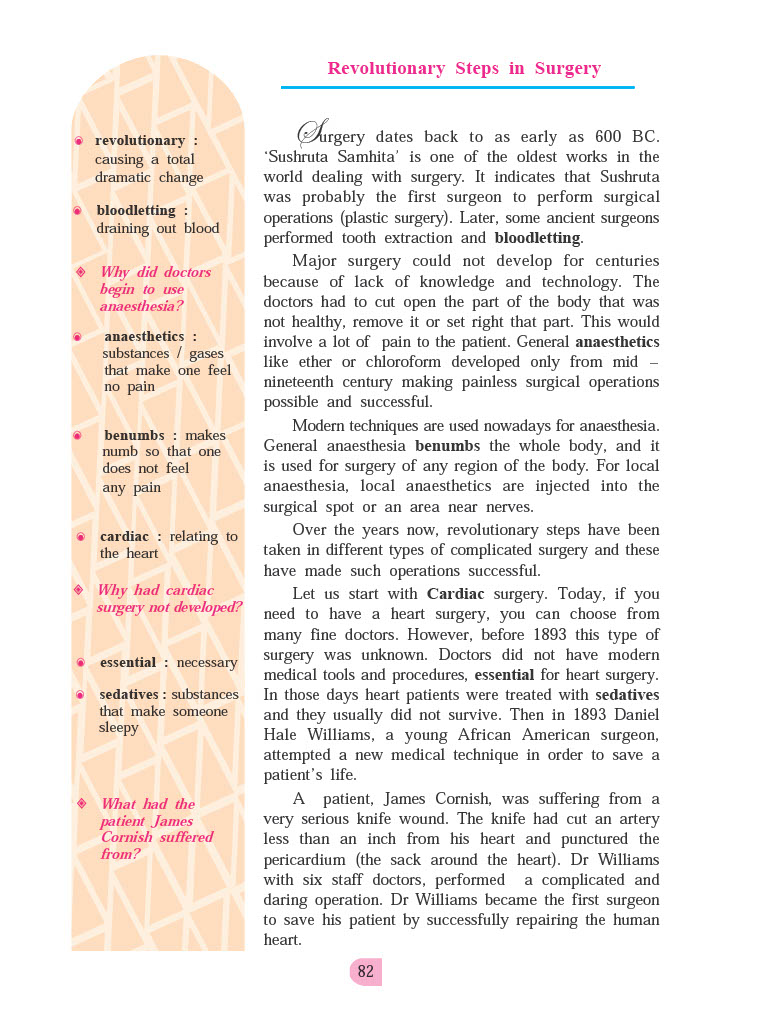 Revolutionary Steps in Surgery
revolutionary :
causing a total
dramatic change
bloodletting :
draining out blood
Why did doctors
begin to use
anaesthesia?
anaesthetics :
substances / gases
that make one feel
no pain
benumbs : makes
numb so that one
does not feel
any pain
cardiac : relating to
the heart
Why had cardiac
surgery not developed?
essential : necessary
sedatives : substances
that make someone
sleepy
What had the
patient James
Cornish suffered
from?
Surgery dates back to as early as 600 BC.
‘Sushruta Samhita’ is one of the oldest works in the
world dealing with surgery. It indicates that Sushruta
was probably the first surgeon to perform surgical
operations (plastic surgery). Later, some ancient surgeons
performed tooth extraction and bloodletting.
Major surgery could not develop for centuries
because of lack of knowledge and technology. The
doctors had to cut open the part of the body that was
not healthy, remove it or set right that part. This would
involve a lot of pain to the patient. General anaesthetics
like ether or chloroform developed only from mid –
nineteenth century making painless surgical operations
possible and successful.
Modern techniques are used nowadays for anaesthesia.
General anaesthesia benumbs the whole body, and it
is used for surgery of any region of the body. For local
anaesthesia, local anaesthetics are injected into the
surgical spot or an area near nerves.
Over the years now, revolutionary steps have been
taken in different types of complicated surgery and these
have made such operations successful.
Let us start with Cardiac surgery. Today, if you
need to have a heart surgery, you can choose from
many fine doctors. However, before 1893 this type of
surgery was unknown. Doctors did not have modern
medical tools and procedures, essential for heart surgery.
In those days heart patients were treated with sedatives
and they usually did not survive. Then in 1893 Daniel
Hale Williams, a young African American surgeon,
attempted a new medical technique in order to save a
patient’s life.
A patient, James Cornish, was suffering from a
very serious knife wound. The knife had cut an artery
less than an inch from his heart and punctured the
pericardium (the sack around the heart). Dr Williams
with six staff doctors, performed a complicated and
daring operation. Dr Williams became the first surgeon
to save his patient by successfully repairing the human
heart.
82